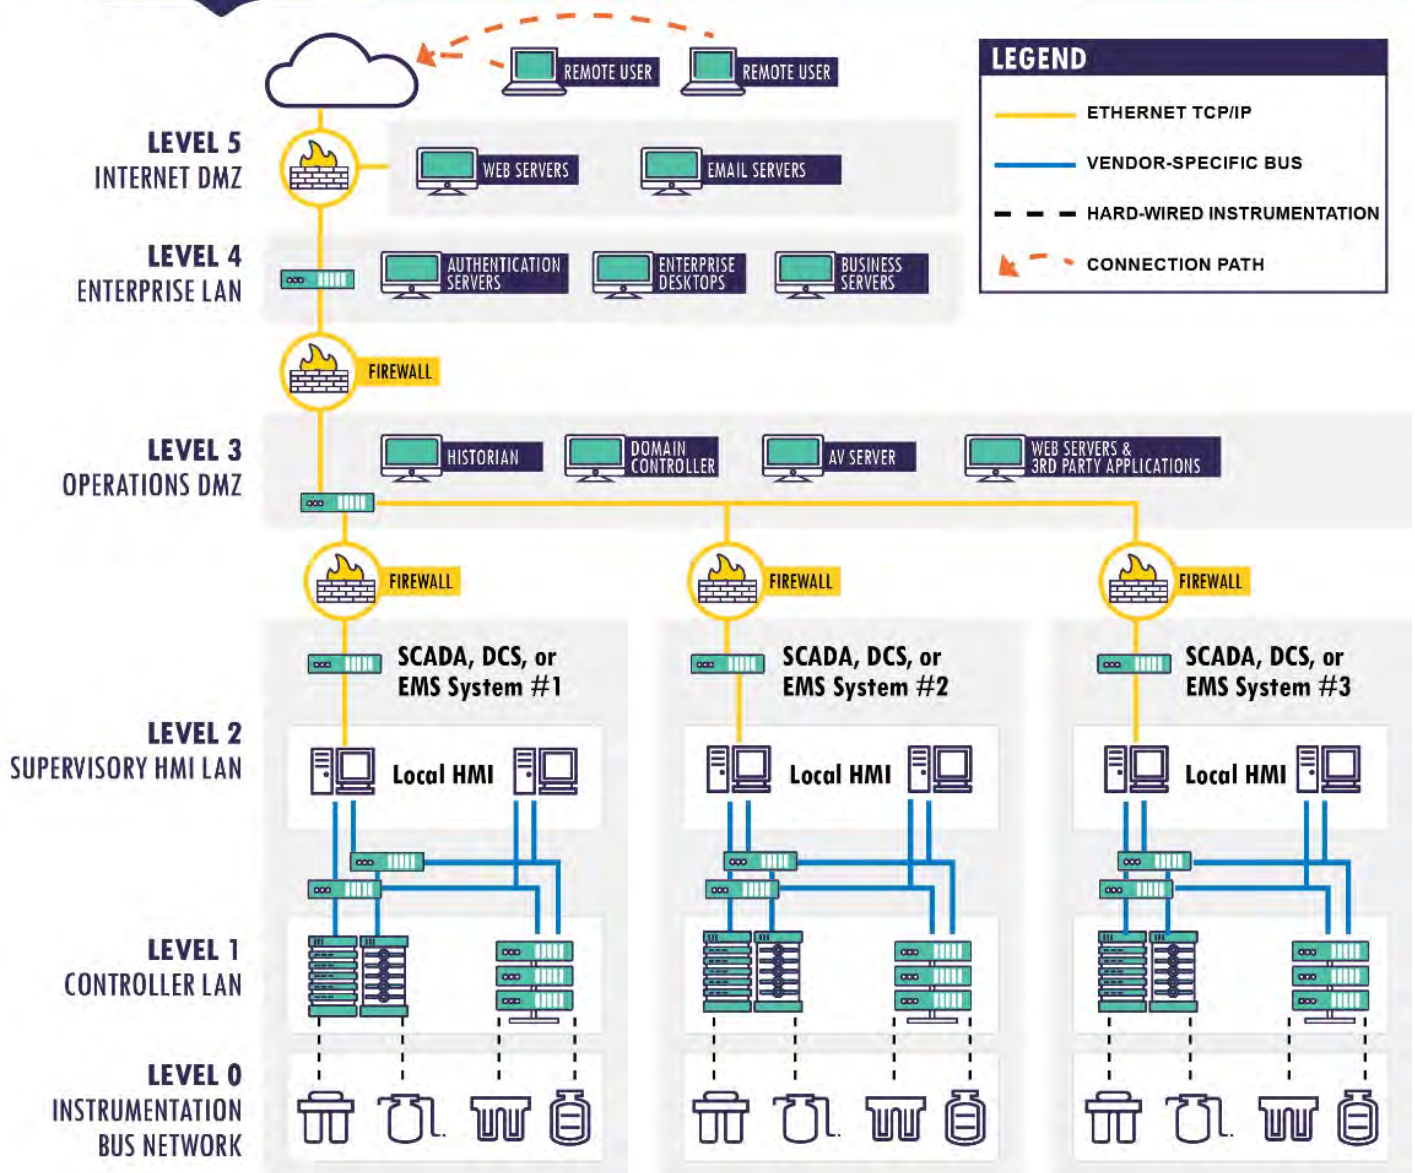 REMOTE USER
REMOTE USER
LEGEND
ETHERNET TCP/IP
VENDOR-SPECIFIC BUS
HARD-WIRED INSTRUMENTATION
CONNECTION PATH
LEVEL 5
INTERNET DMZ
WEB SERVERS
EMAIL SERVERS
LEVEL 4
ENTERPRISE LAN
AUTHENTICATION
SERVERS
ENTERPRISE
DESKTOPS
BUSINESS
SERVERS
FIREWALL
LEVEL 3
OPERATIONS DMZ
HISTORIAN
DOMAIN
CONTROLLER
AV SERVER
WEB SERVERS &
3RD PARTY APPLICATIONS
FIREWALL
FIREWALL
FIREWALL
SCADA, DCS, or
EMS System #1
SCADA, DCS, or
EMS System #2
SCADA, DCS, or
EMS System #3
LEVEL 2
SUPERVISORY HMI LAN
Local HMI
Local HMI
Local HMI
LEVEL 1
CONTROLLER LAN
LEVEL 0
INSTRUMENTATION
BUS NETWORK